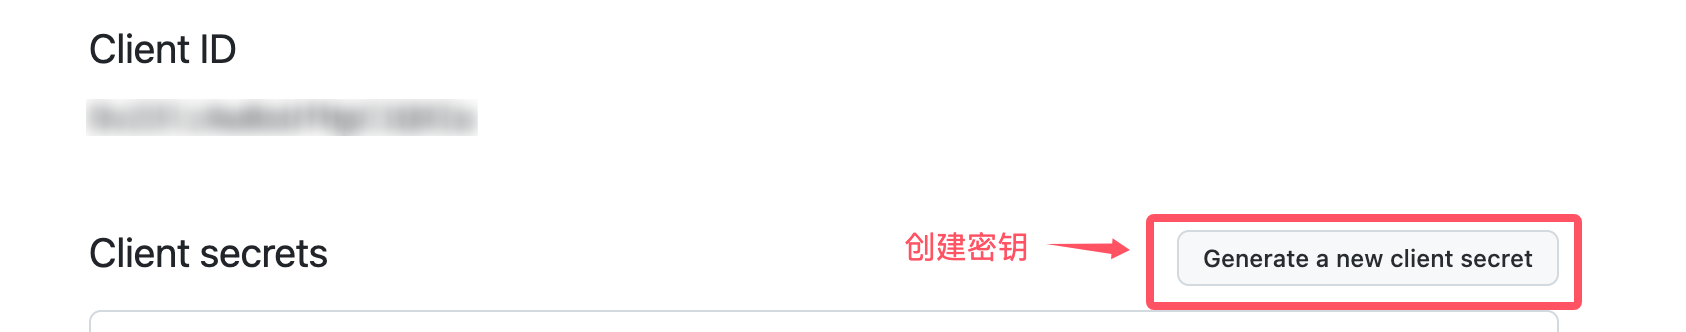 Client ID
Client secrets
创建密钥
Generate a new client secret